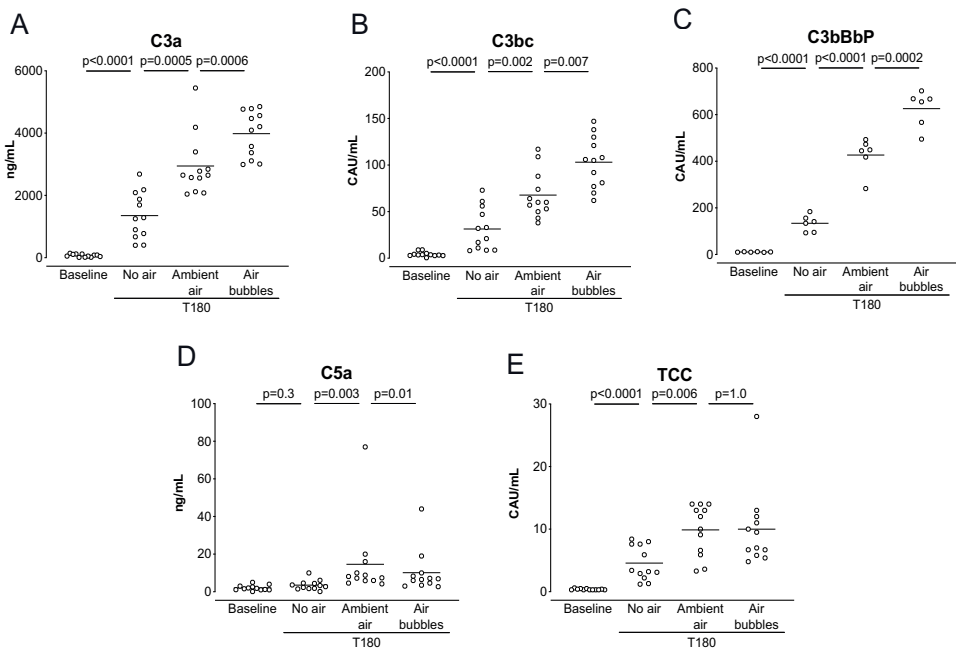 A
C3a
p<0.0001 p=0.0005 p=0.0006
6000
4000
2000
0
ng/mL
Baseline No air Ambient air Air bubbles
T180
B
C3bc
p<0.0001 p=0.002 p=0.007
200
150
100
50
0
CAU/mL
Baseline No air Ambient air Air bubbles
T180
C
C3bBbP
p<0.0001 p<0.0001 p=0.0002
800
600
400
200
0
CAU/mL
Baseline No air Ambient air Air bubbles
T180
D
C5a
p=0.3 p=0.003 p=0.01
100
80
60
40
20
0
ng/mL
Baseline No air Ambient air Air bubbles
T180
E
TCC
p<0.0001 p=0.006 p=1.0
30
20
10
0
CAU/mL
Baseline No air Ambient air Air bubbles
T180